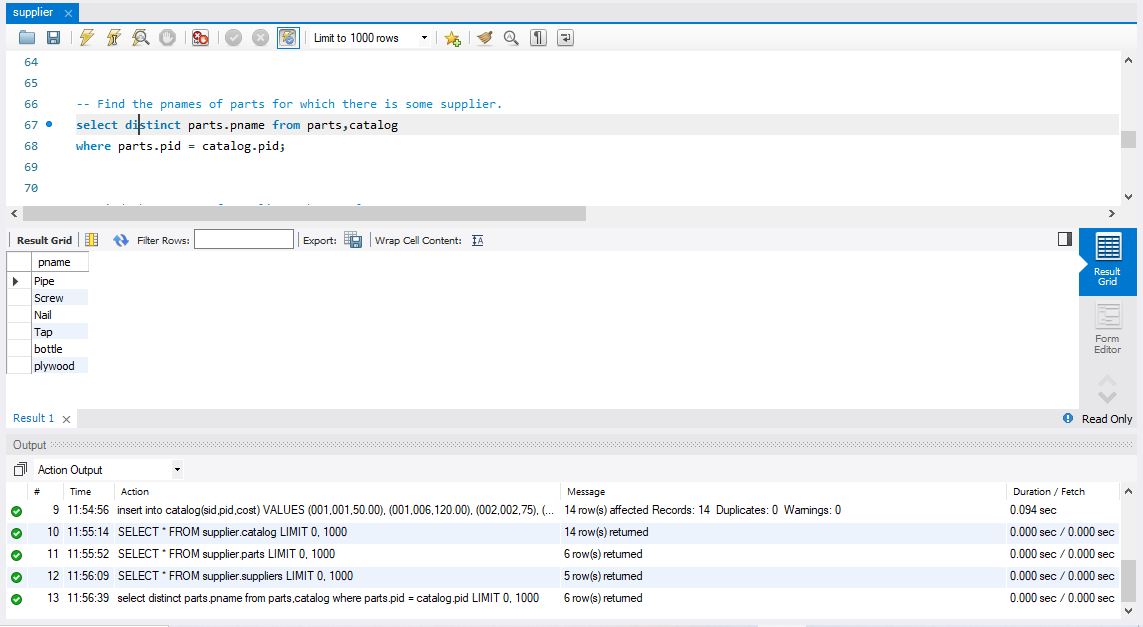 supplier
Limit to 1000 rows
64
65
66 -- Find the pnames of parts for which there is some supplier.
67 select distinct parts.pname from parts,catalog
68 where parts.pid = catalog.pid;
69
70
Result Grid Filter Rows: Export: Wrap Cell Content: IA
pname
Pipe
Screw
Nail
Tap
bottle
plywood
Result
Grid
Form
Editor
Result 1 Read Only
Output
Action Output
# Time Action Message Duration / Fetch
9 11:54:56 insert into catalog(sid,pid,cost) VALUES (001,001,50.00), (001,006,120.00), (002,002,75), (... 14 row(s) affected Records: 14 Duplicates: 0 Warnings: 0 0.094 sec
10 11:55:14 SELECT * FROM supplier.catalog LIMIT 0, 1000 14 row(s) returned 0.000 sec / 0.000 sec
11 11:55:52 SELECT * FROM supplier.parts LIMIT 0, 1000 6 row(s) returned 0.000 sec / 0.000 sec
12 11:56:09 SELECT * FROM supplier.suppliers LIMIT 0, 1000 5 row(s) returned 0.000 sec / 0.000 sec
13 11:56:39 select distinct parts.pname from parts,catalog where parts.pid = catalog.pid LIMIT 0, 1000 6 row(s) returned 0.000 sec / 0.000 sec